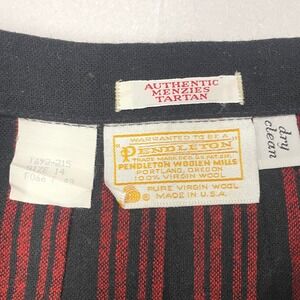 AUTHENTIC
MENZIES
TARTAN
WARRANTED TO BE A
"PENDLETON"
TRADE MARK REG. U.S. PAT. OFF.
PENDLETON WOOLEN MILLS
PORTLAND, OREGON
100% VIRGIN WOOL
PURE VIRGIN WOOL
MADE IN U.S.A.
dry
clean
SIZE 14